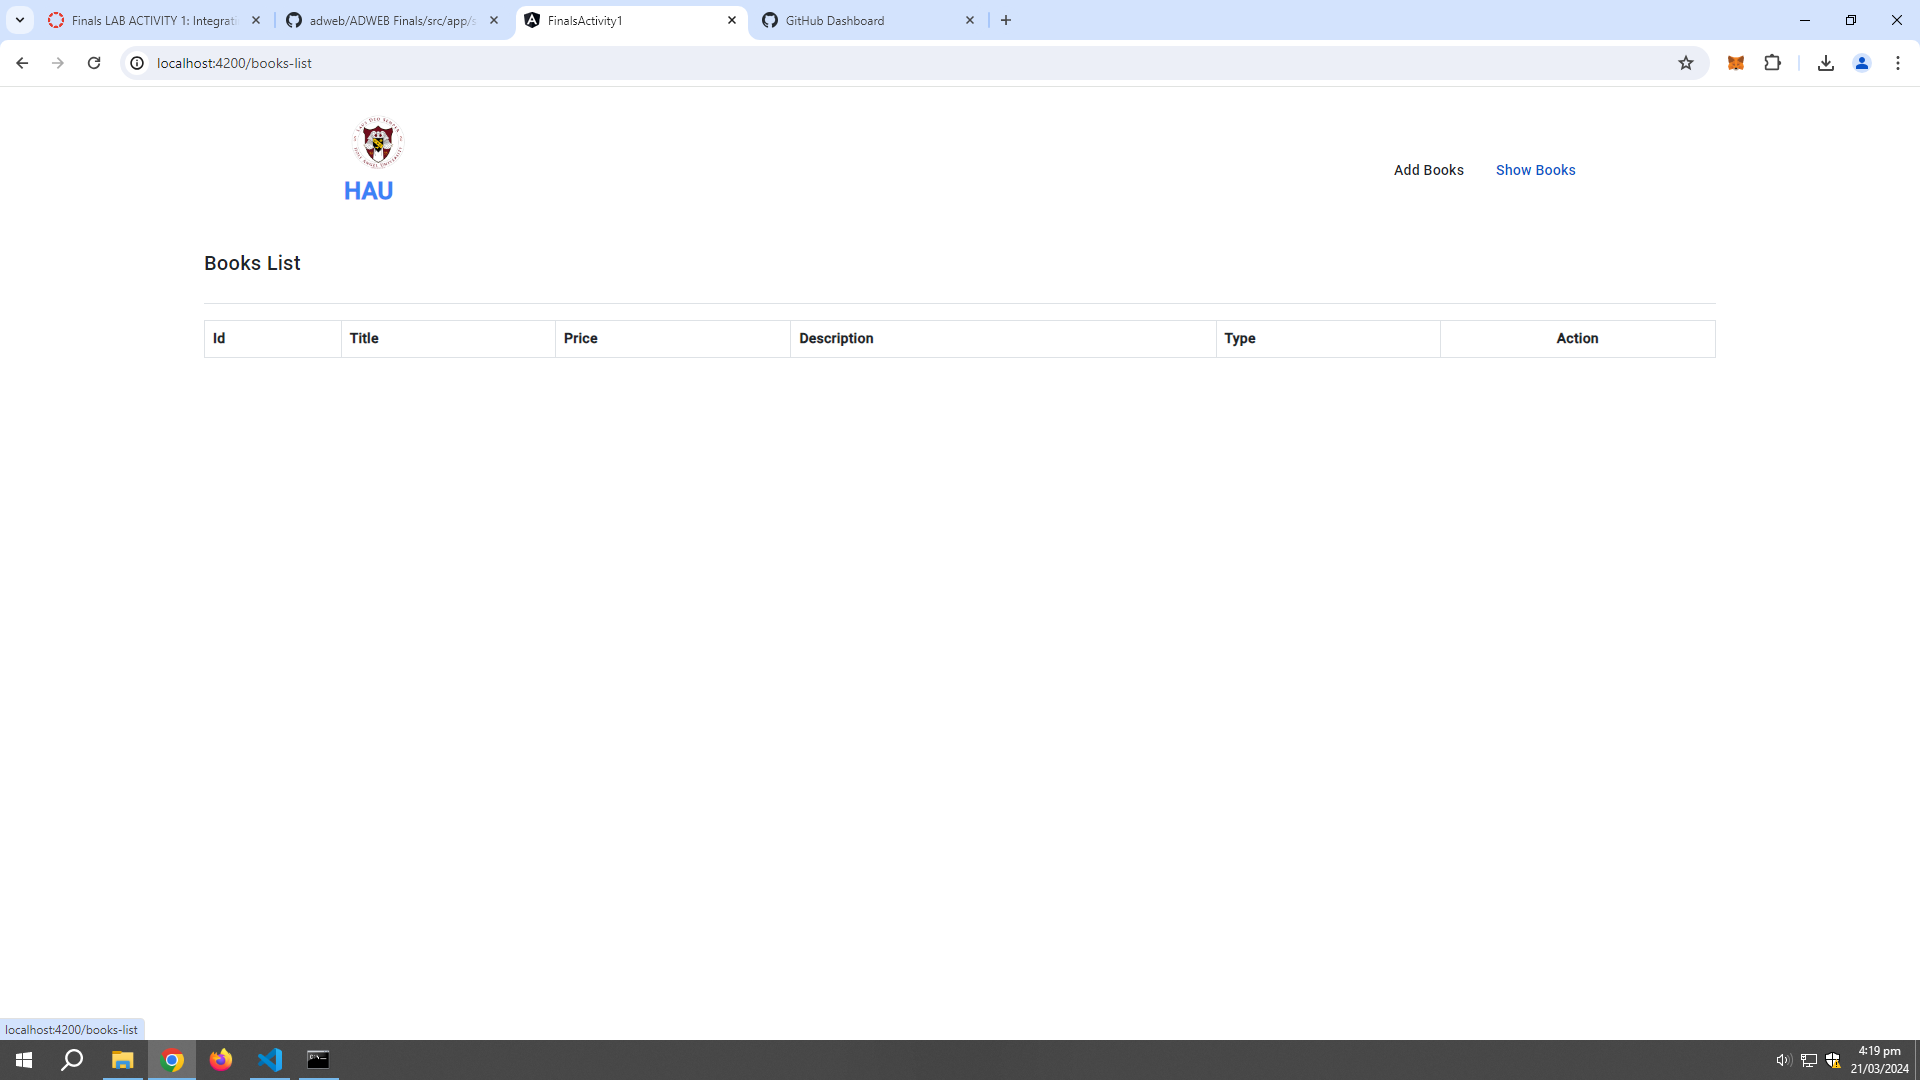 Finals LAB ACTIVITY 1: Integrati
adweb/ADWEB Finals/src/app/s
FinalsActivity1
GitHub Dashboard
localhost:4200/books-list
HAU
Add Books
Show Books
Books List
Id Title Price Description Type Action
localhost:4200/books-list
4:19 pm
21/03/2024